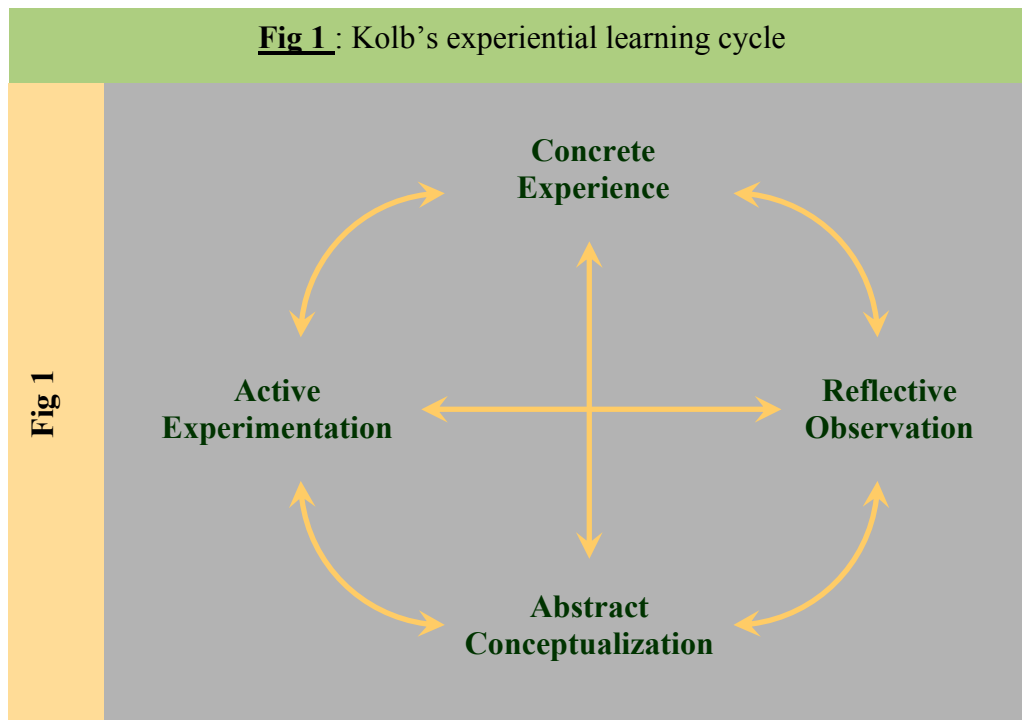 Fig 1 : Kolb’s experiential learning cycle
Fig 1
Concrete
Experience
Active
Experimentation
Reflective
Observation
Abstract
Conceptualization